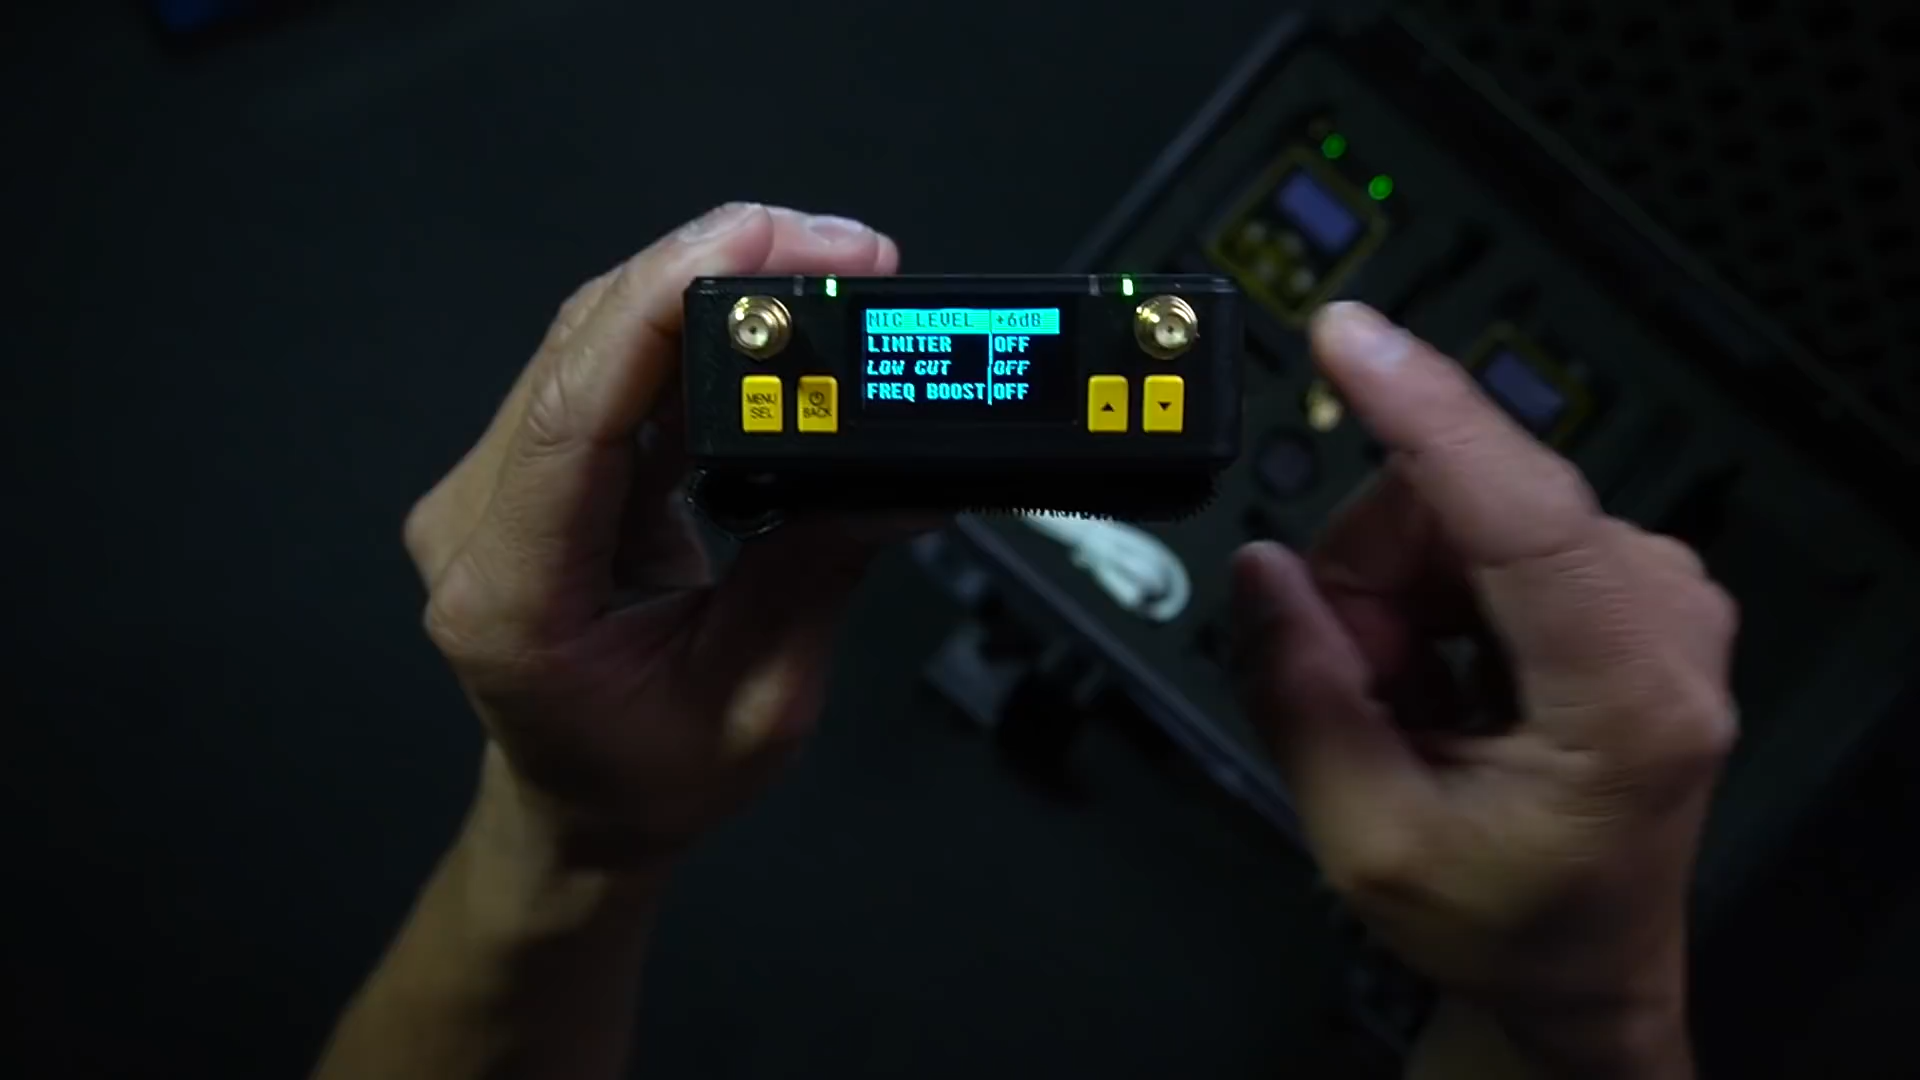 MIC LEVEL +6dB
LIMITER OFF
LOW CUT OFF
FREQ BOOST OFF
MENU
SEL
BACK